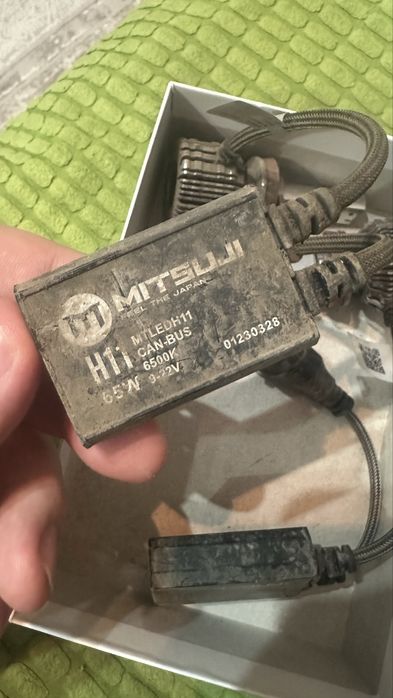 MITSUJI
FEEL THE JAPAN
H11
MTLEDH11
CAN-BUS
6500K
65W 9-32V
01230328